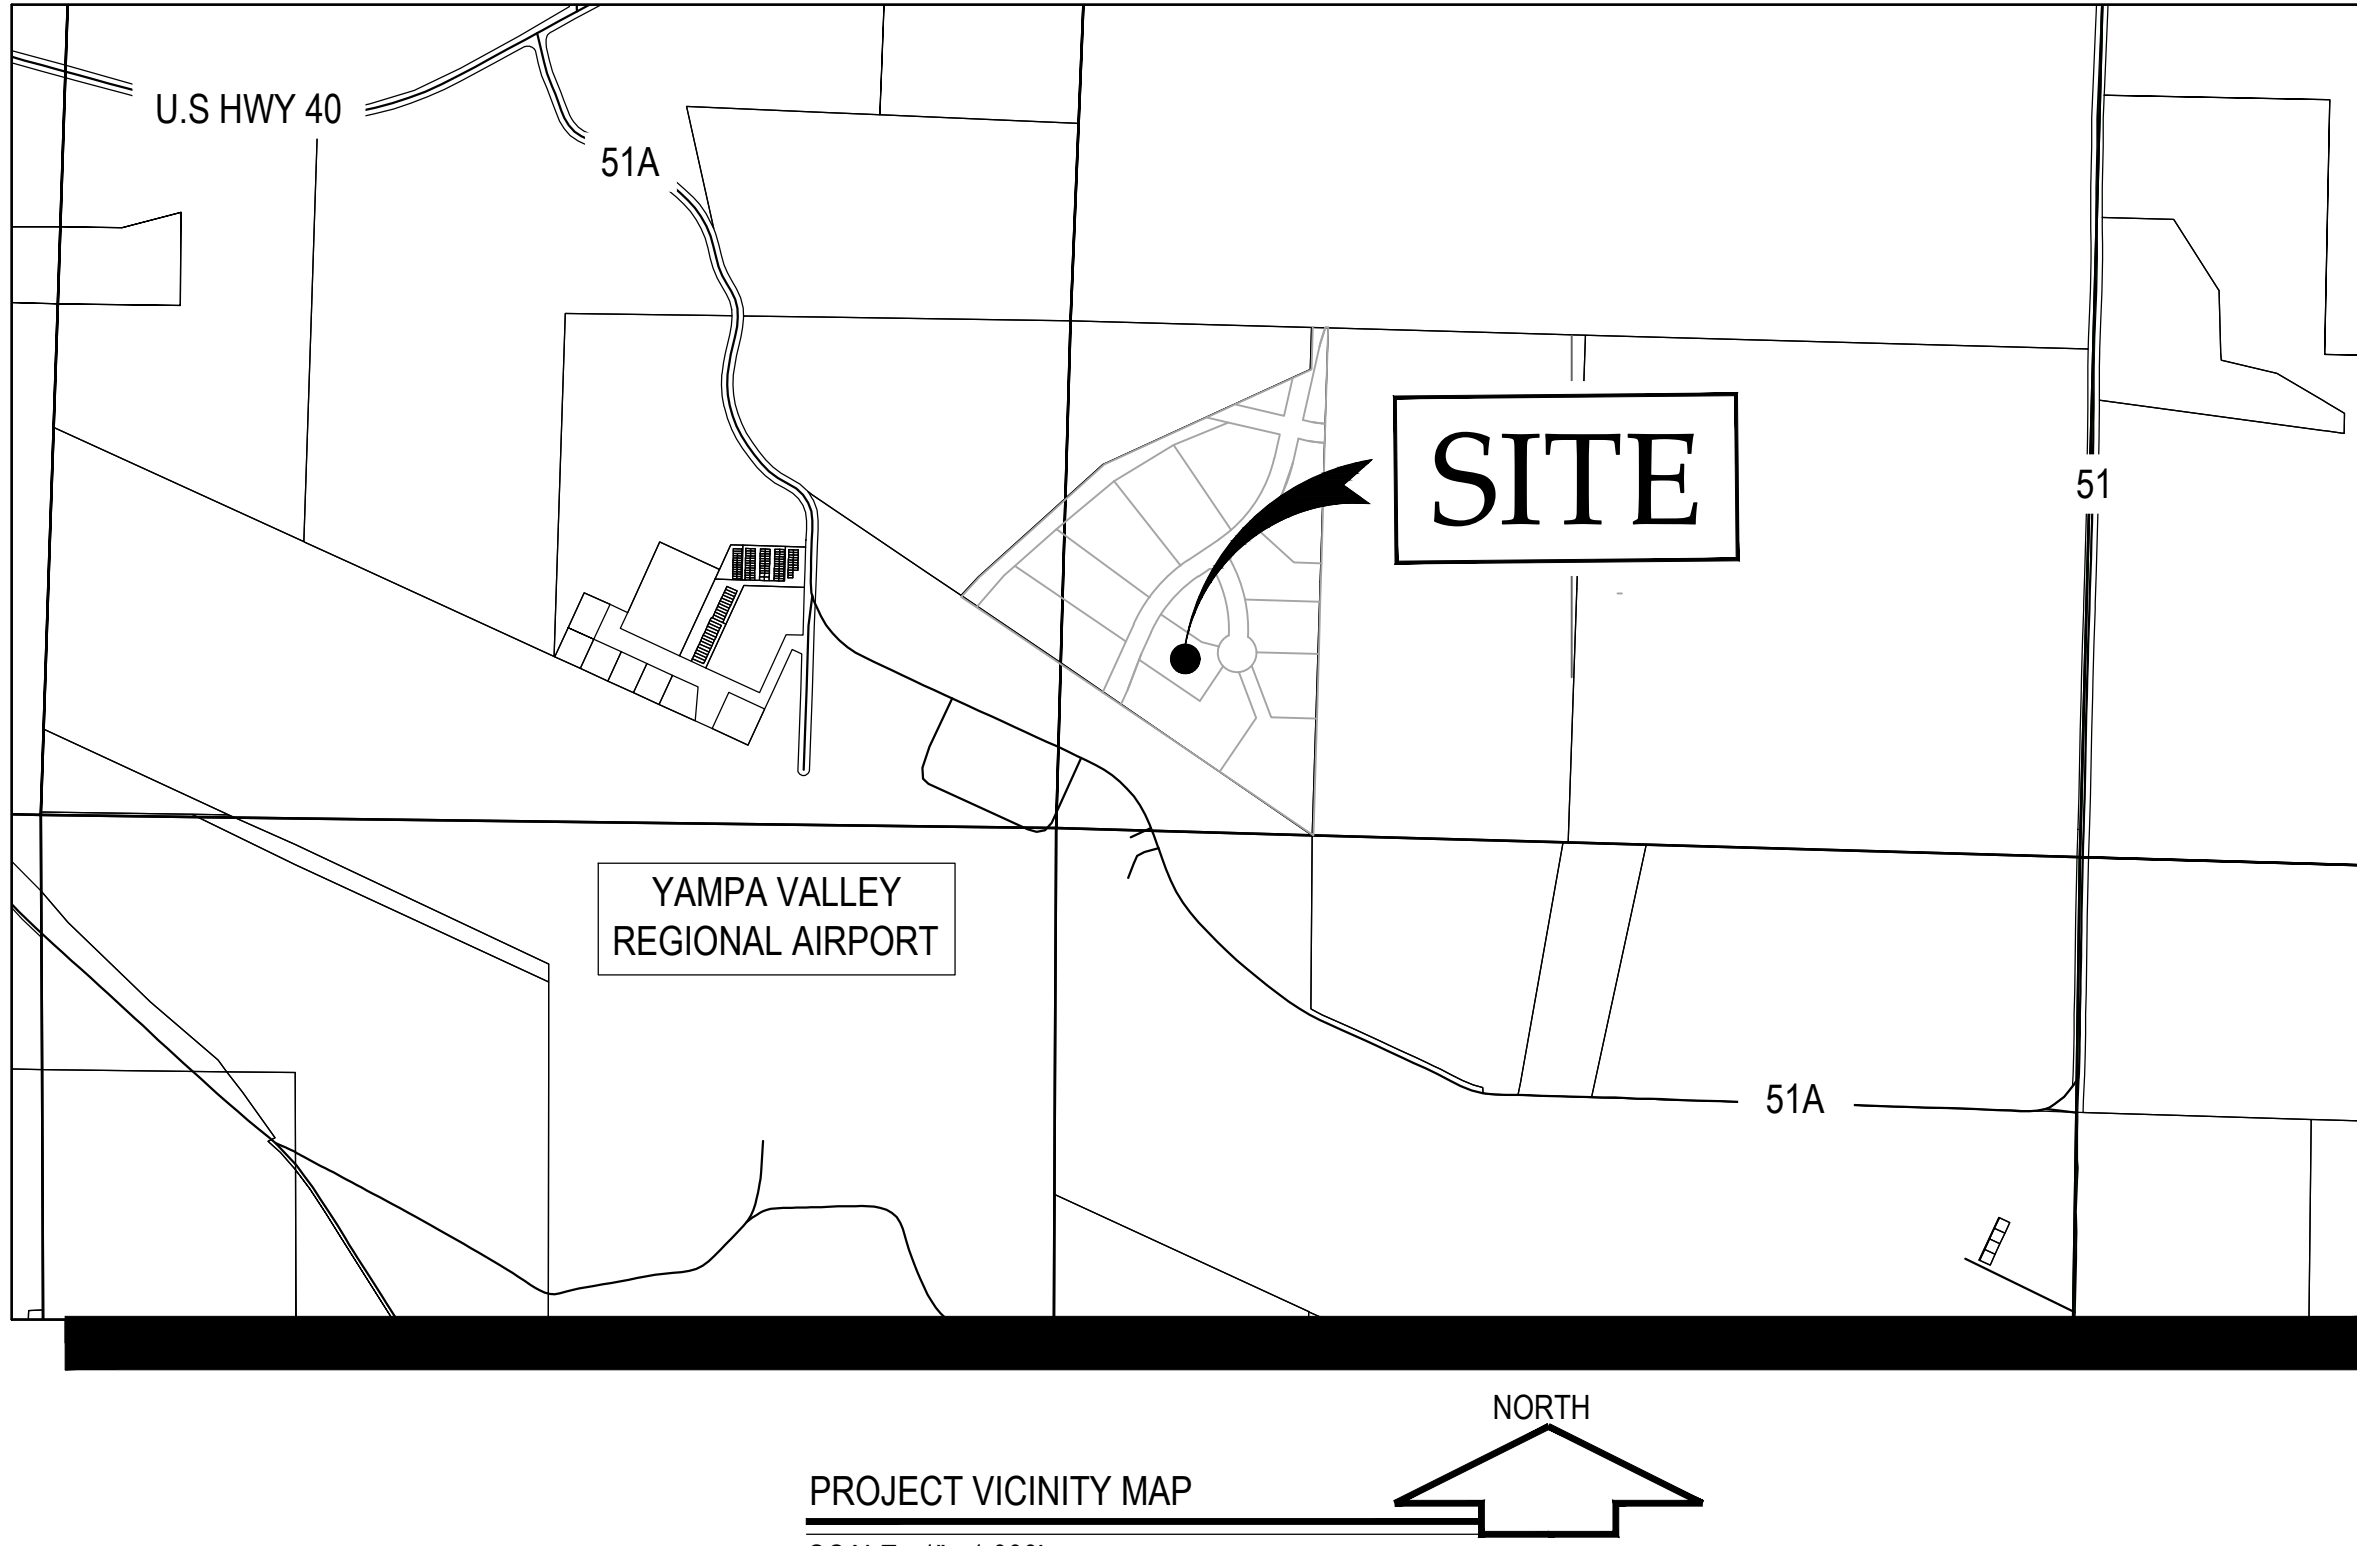 U.S HWY 40
51A
SITE
51
YAMPA VALLEY
REGIONAL AIRPORT
51A
NORTH
PROJECT VICINITY MAP